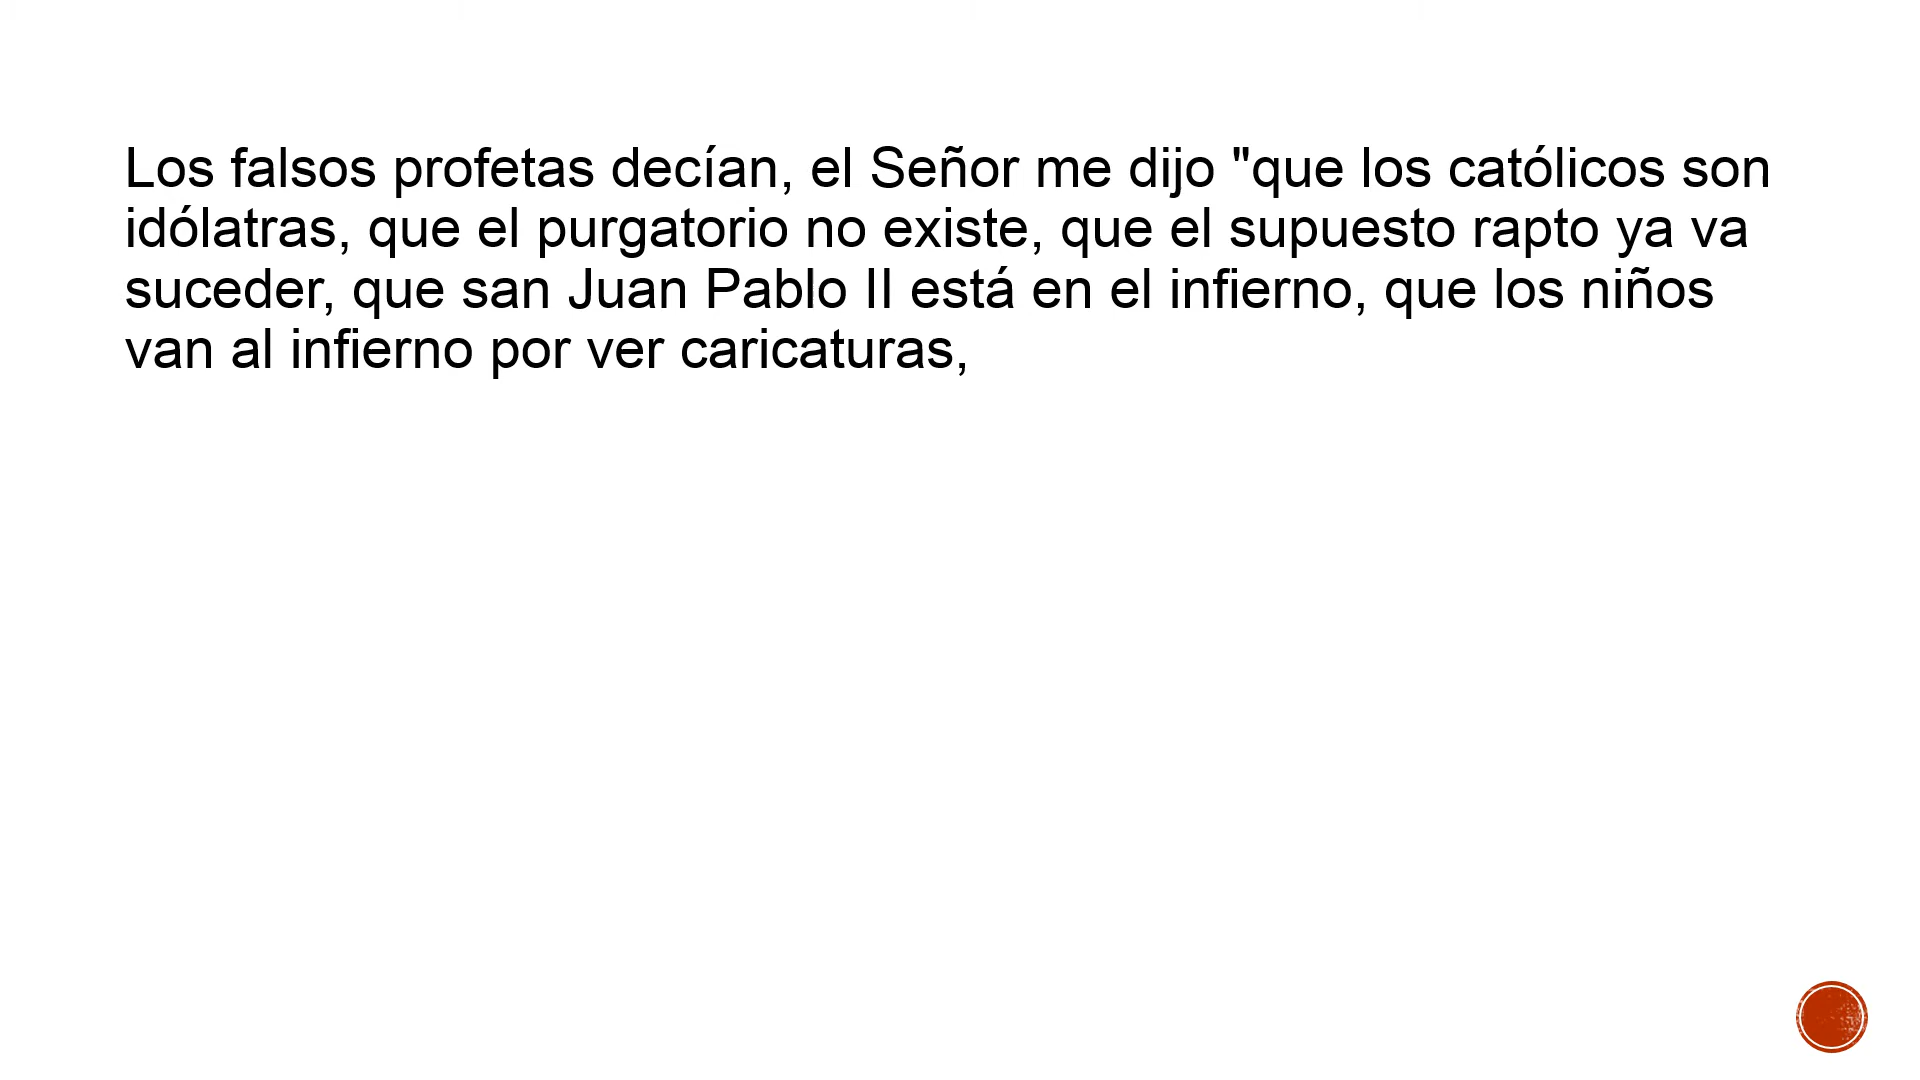 Los falsos profetas decían, el Señor me dijo "que los católicos son
idólatras, que el purgatorio no existe, que el supuesto rapto ya va
suceder, que san Juan Pablo II está en el infierno, que los niños
van al infierno por ver caricaturas,